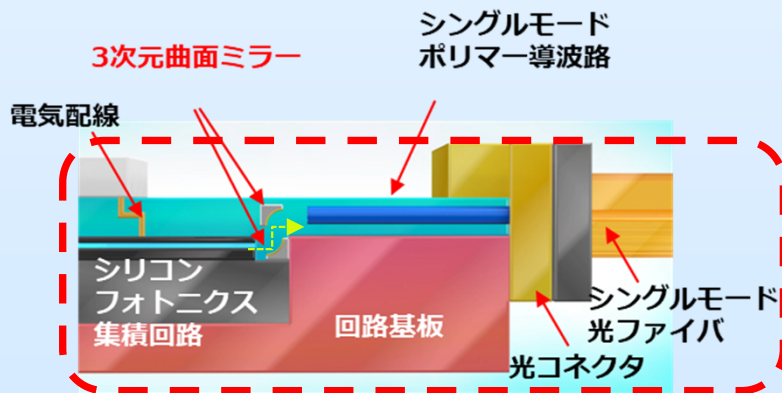 シングルモード
ポリマー導波路
3次元曲面ミラー
電気配線
シリコン
フォトニクス
集積回路
回路基板
シングルモード
光ファイバ
光コネクタ